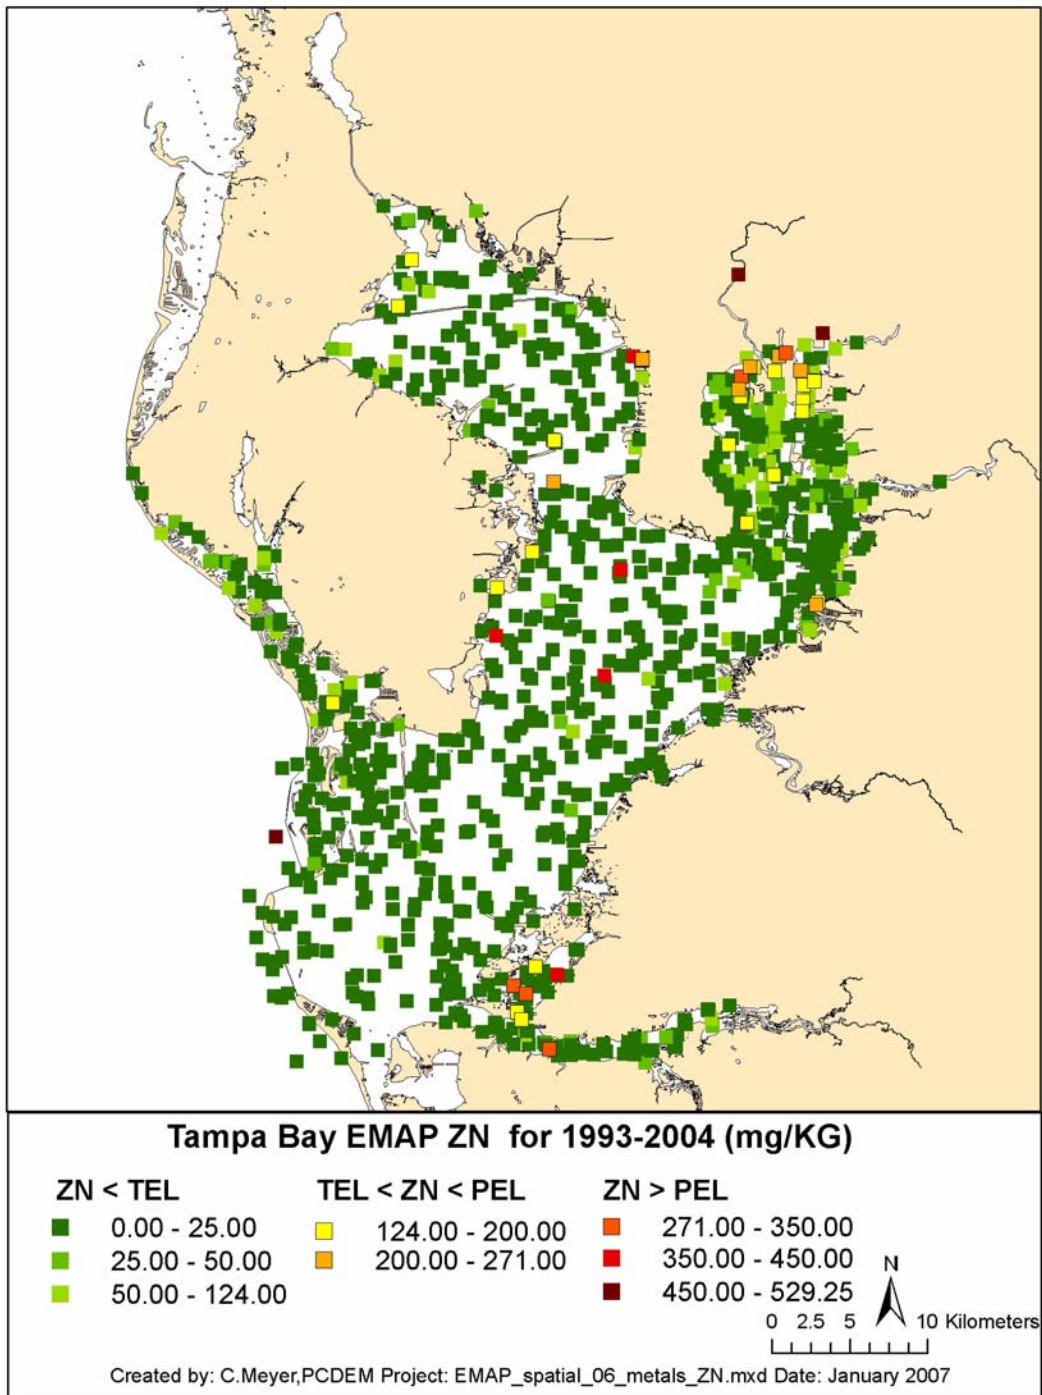 Tampa Bay EMAP ZN for 1993-2004 (mg/KG)
ZN < TEL
0.00 - 25.00
25.00 - 50.00
50.00 - 124.00
TEL < ZN < PEL
124.00 - 200.00
200.00 - 271.00
ZN > PEL
271.00 - 350.00
350.00 - 450.00
450.00 - 529.25
N
0 2.5 5 10 Kilometers
Created by: C.Meyer,PCDEM Project: EMAP_spatial_06_metals_ZN.mxd Date: January 2007